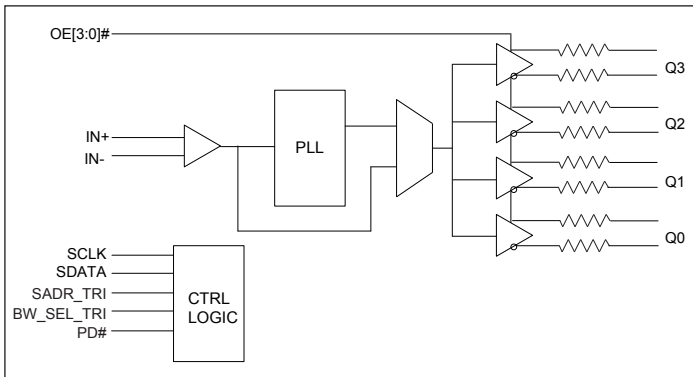 OE[3:0]#
Q3
Q2
IN+
IN-
PLL
Q1
Q0
SCLK
SDATA
SADR_TRI
BW_SEL_TRI
PD#
CTRL
LOGIC